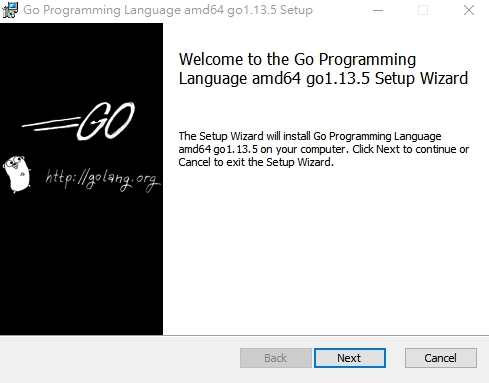 Go Programming Language amd64 go1.13.5 Setup
Welcome to the Go Programming
Language amd64 go1.13.5 Setup Wizard
GO
The Setup Wizard will install Go Programming Language
amd64 go1.13.5 on your computer. Click Next to continue or
Cancel to exit the Setup Wizard.
http://golang.org
Back
Next
Cancel